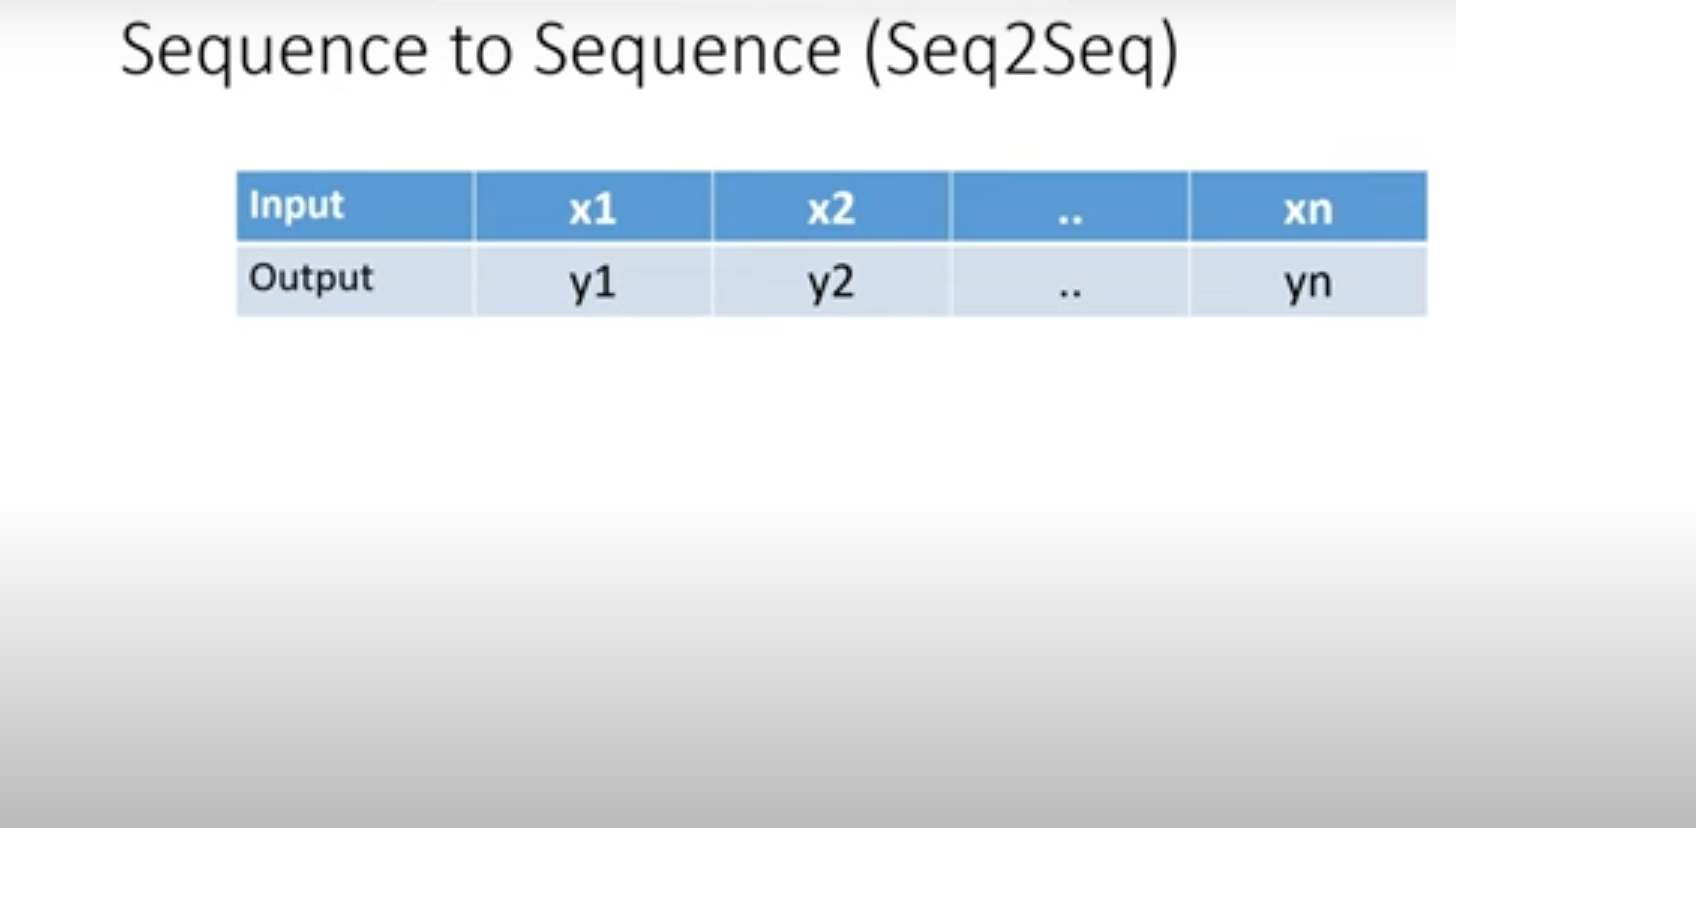 Sequence to Sequence (Seq2Seq)
Input x1 x2 .. xn
Output y1 y2 .. yn